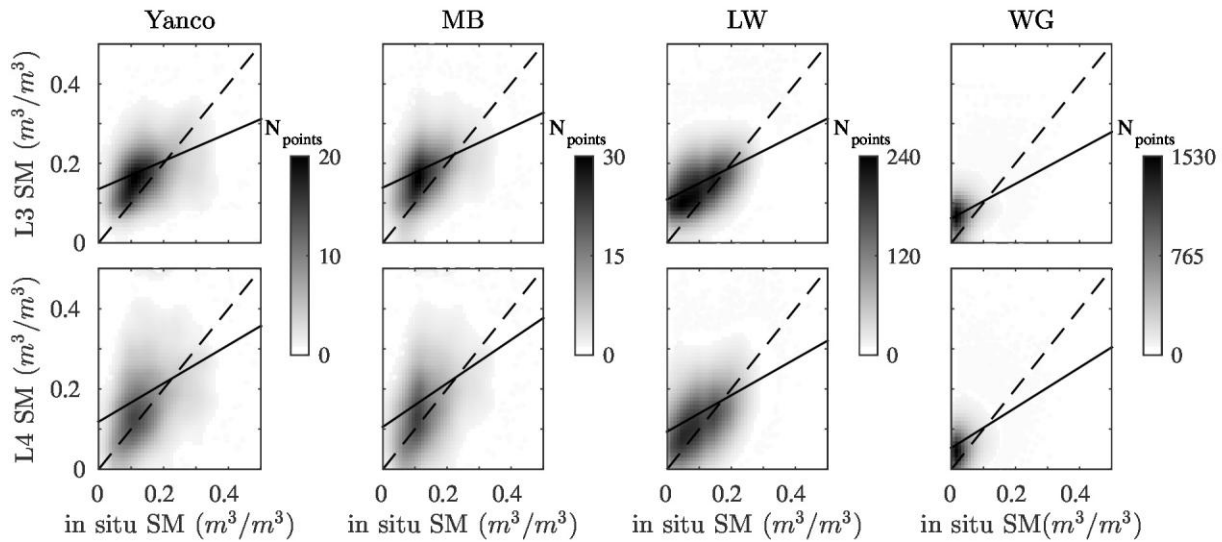 Yanco MB LW WG
L3 SM (m³/m³)
0.4
0.2
0
N_points
20
10
0
N_points
30
15
0
N_points
240
120
0
N_points
1530
765
0
L4 SM (m³/m³)
0.4
0.2
0
0 0.2 0.4 0 0.2 0.4 0 0.2 0.4 0 0.2 0.4
in situ SM (m³/m³) in situ SM (m³/m³) in situ SM (m³/m³) in situ SM(m³/m³)